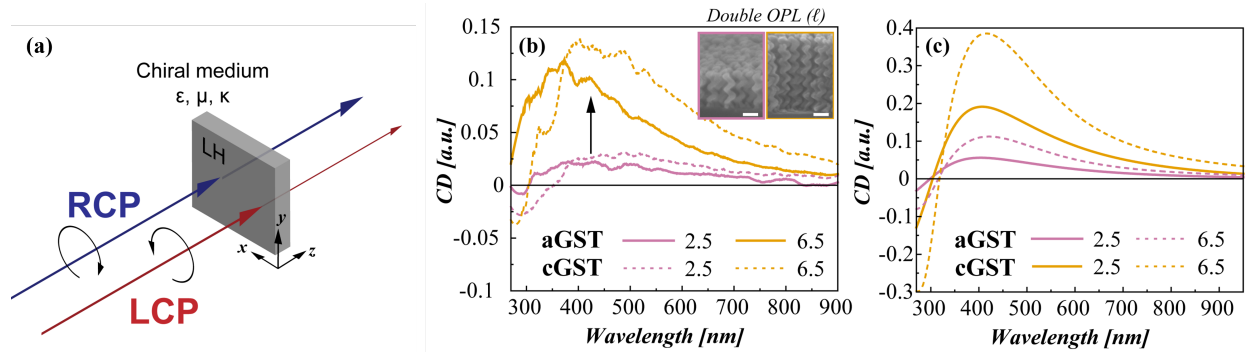 (a)
Chiral medium
ε, μ, κ
LH
RCP
LCP
x
y
z
Double OPL (ℓ)
(b)
CD [a.u.]
0.15
0.1
0.05
0
-0.05
-0.1
aGST 2.5 6.5
cGST 2.5 6.5
300 400 500 600 700 800 900
Wavelength [nm]
(c)
CD [a.u.]
0.4
0.3
0.2
0.1
0
-0.1
0.2
0.3
aGST 2.5 6.5
cGST 2.5 6.5
300 400 500 600 700 800 900
Wavelength [nm]